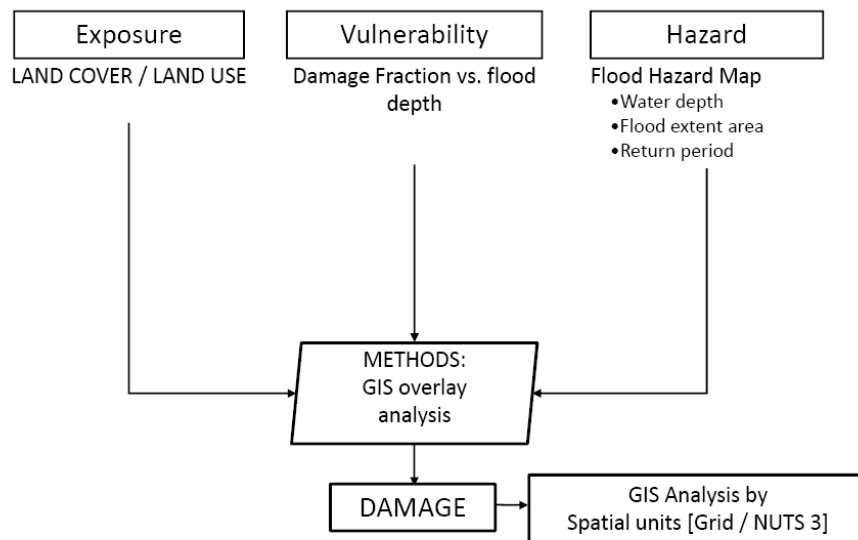 Exposure
LAND COVER / LAND USE
Vulnerability
Damage Fraction vs. flood
depth
Hazard
Flood Hazard Map
•Water depth
•Flood extent area
•Return period
METHODS:
GIS overlay
analysis
DAMAGE
GIS Analysis by
Spatial units [Grid / NUTS 3]